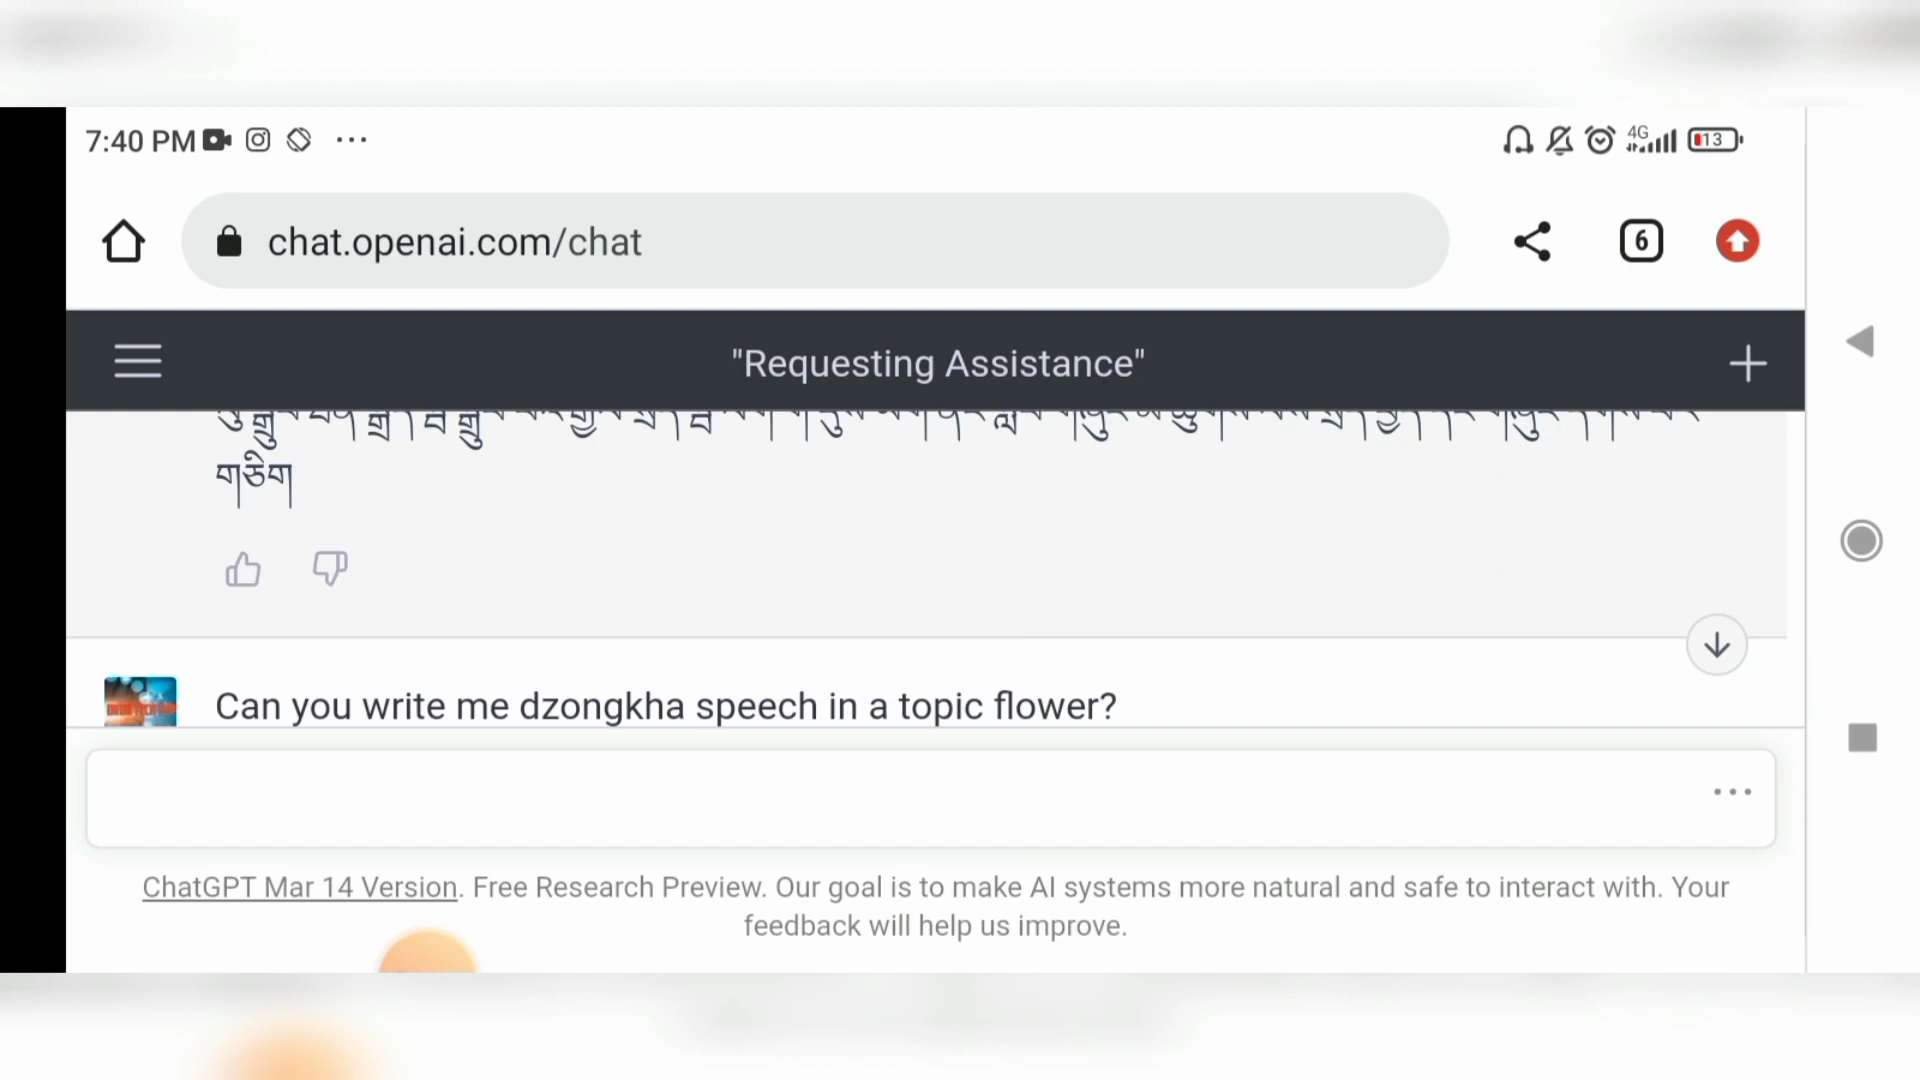 7:40 PM
4G
13
chat.openai.com/chat
6
"Requesting Assistance"
གཅིག
Can you write me dzongkha speech in a topic flower?
ChatGPT Mar 14 Version. Free Research Preview. Our goal is to make AI systems more natural and safe to interact with. Your
feedback will help us improve.